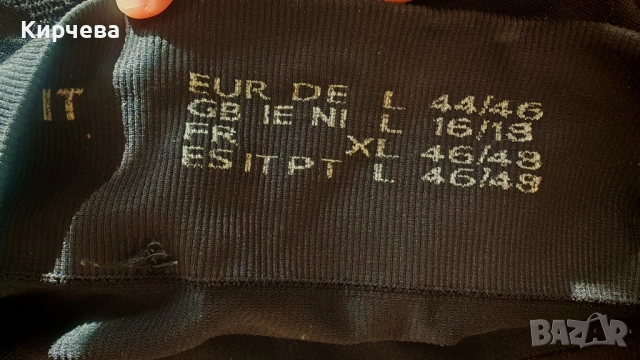 Кирчева
IT
EUR DE L 44/46
GB IE NI L 16/18
FR XL 46/48
ES IT PT L 46/48
BAZAR